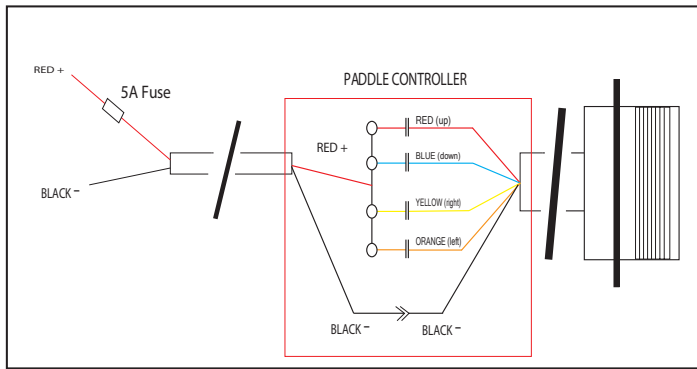 RED +
5A Fuse
BLACK –
PADDLE CONTROLLER
RED +
RED (up)
BLUE (down)
YELLOW (right)
ORANGE (left)
BLACK –
BLACK –